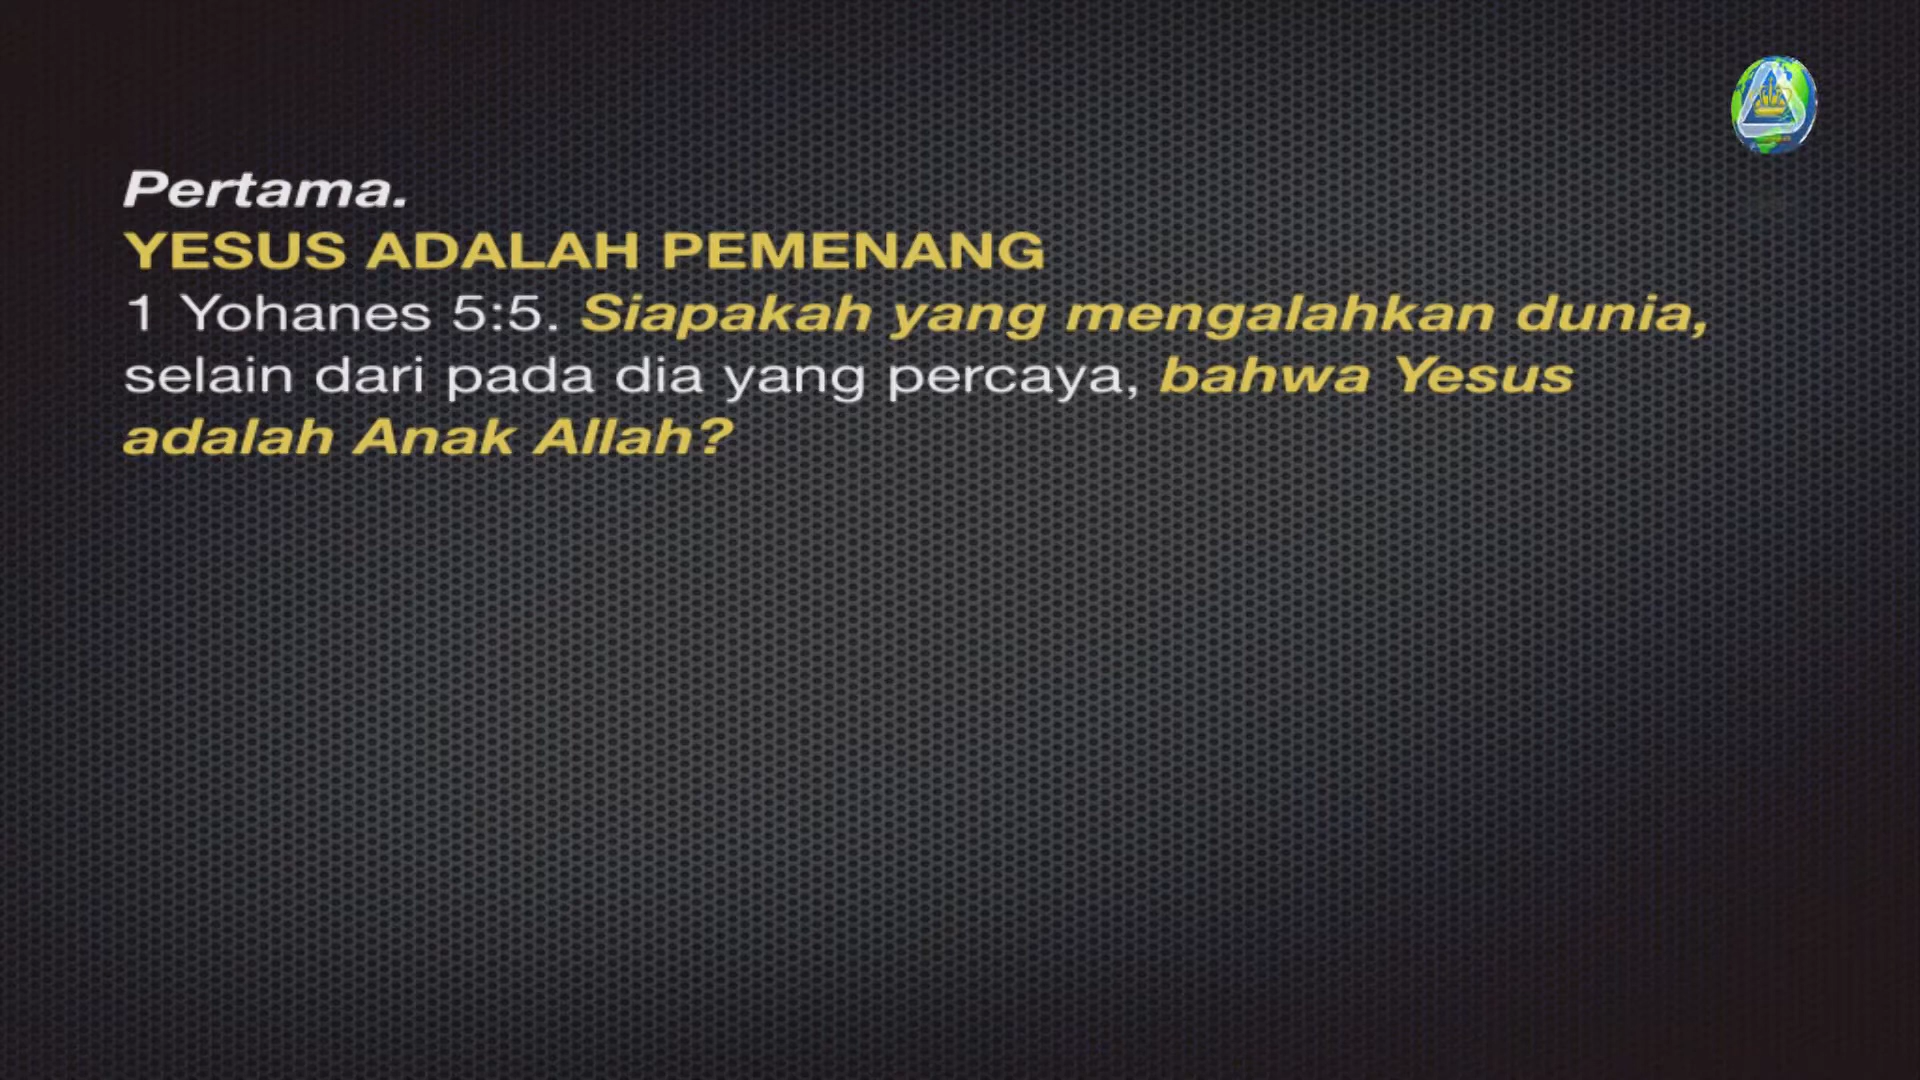 Pertama.
YESUS ADALAH PEMENANG
1 Yohanes 5:5. Siapakah yang mengalahkan dunia,
selain dari pada dia yang percaya, bahwa Yesus
adalah Anak Allah?